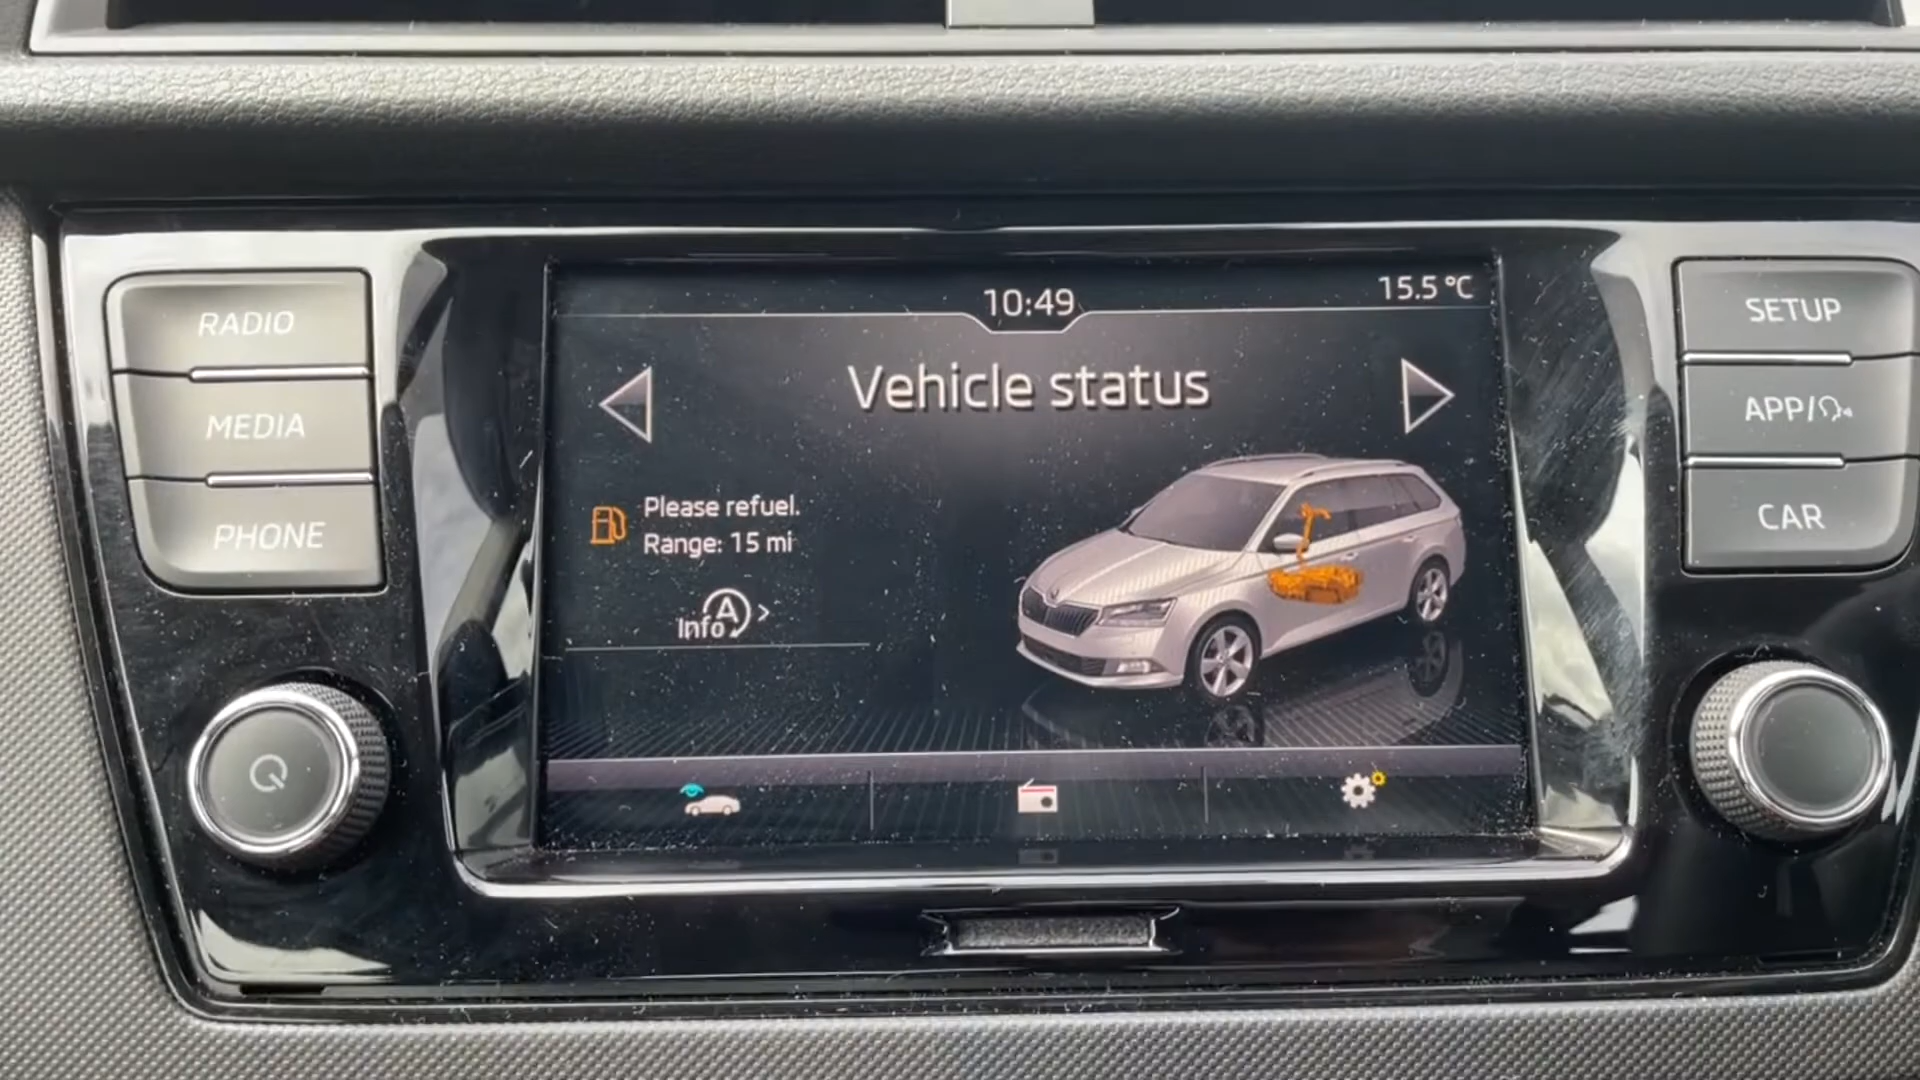 10:49
15.5 °C
RADIO
MEDIA
PHONE
Vehicle status
Please refuel.
Range: 15 mi
A
Info
SETUP
APP/
CAR